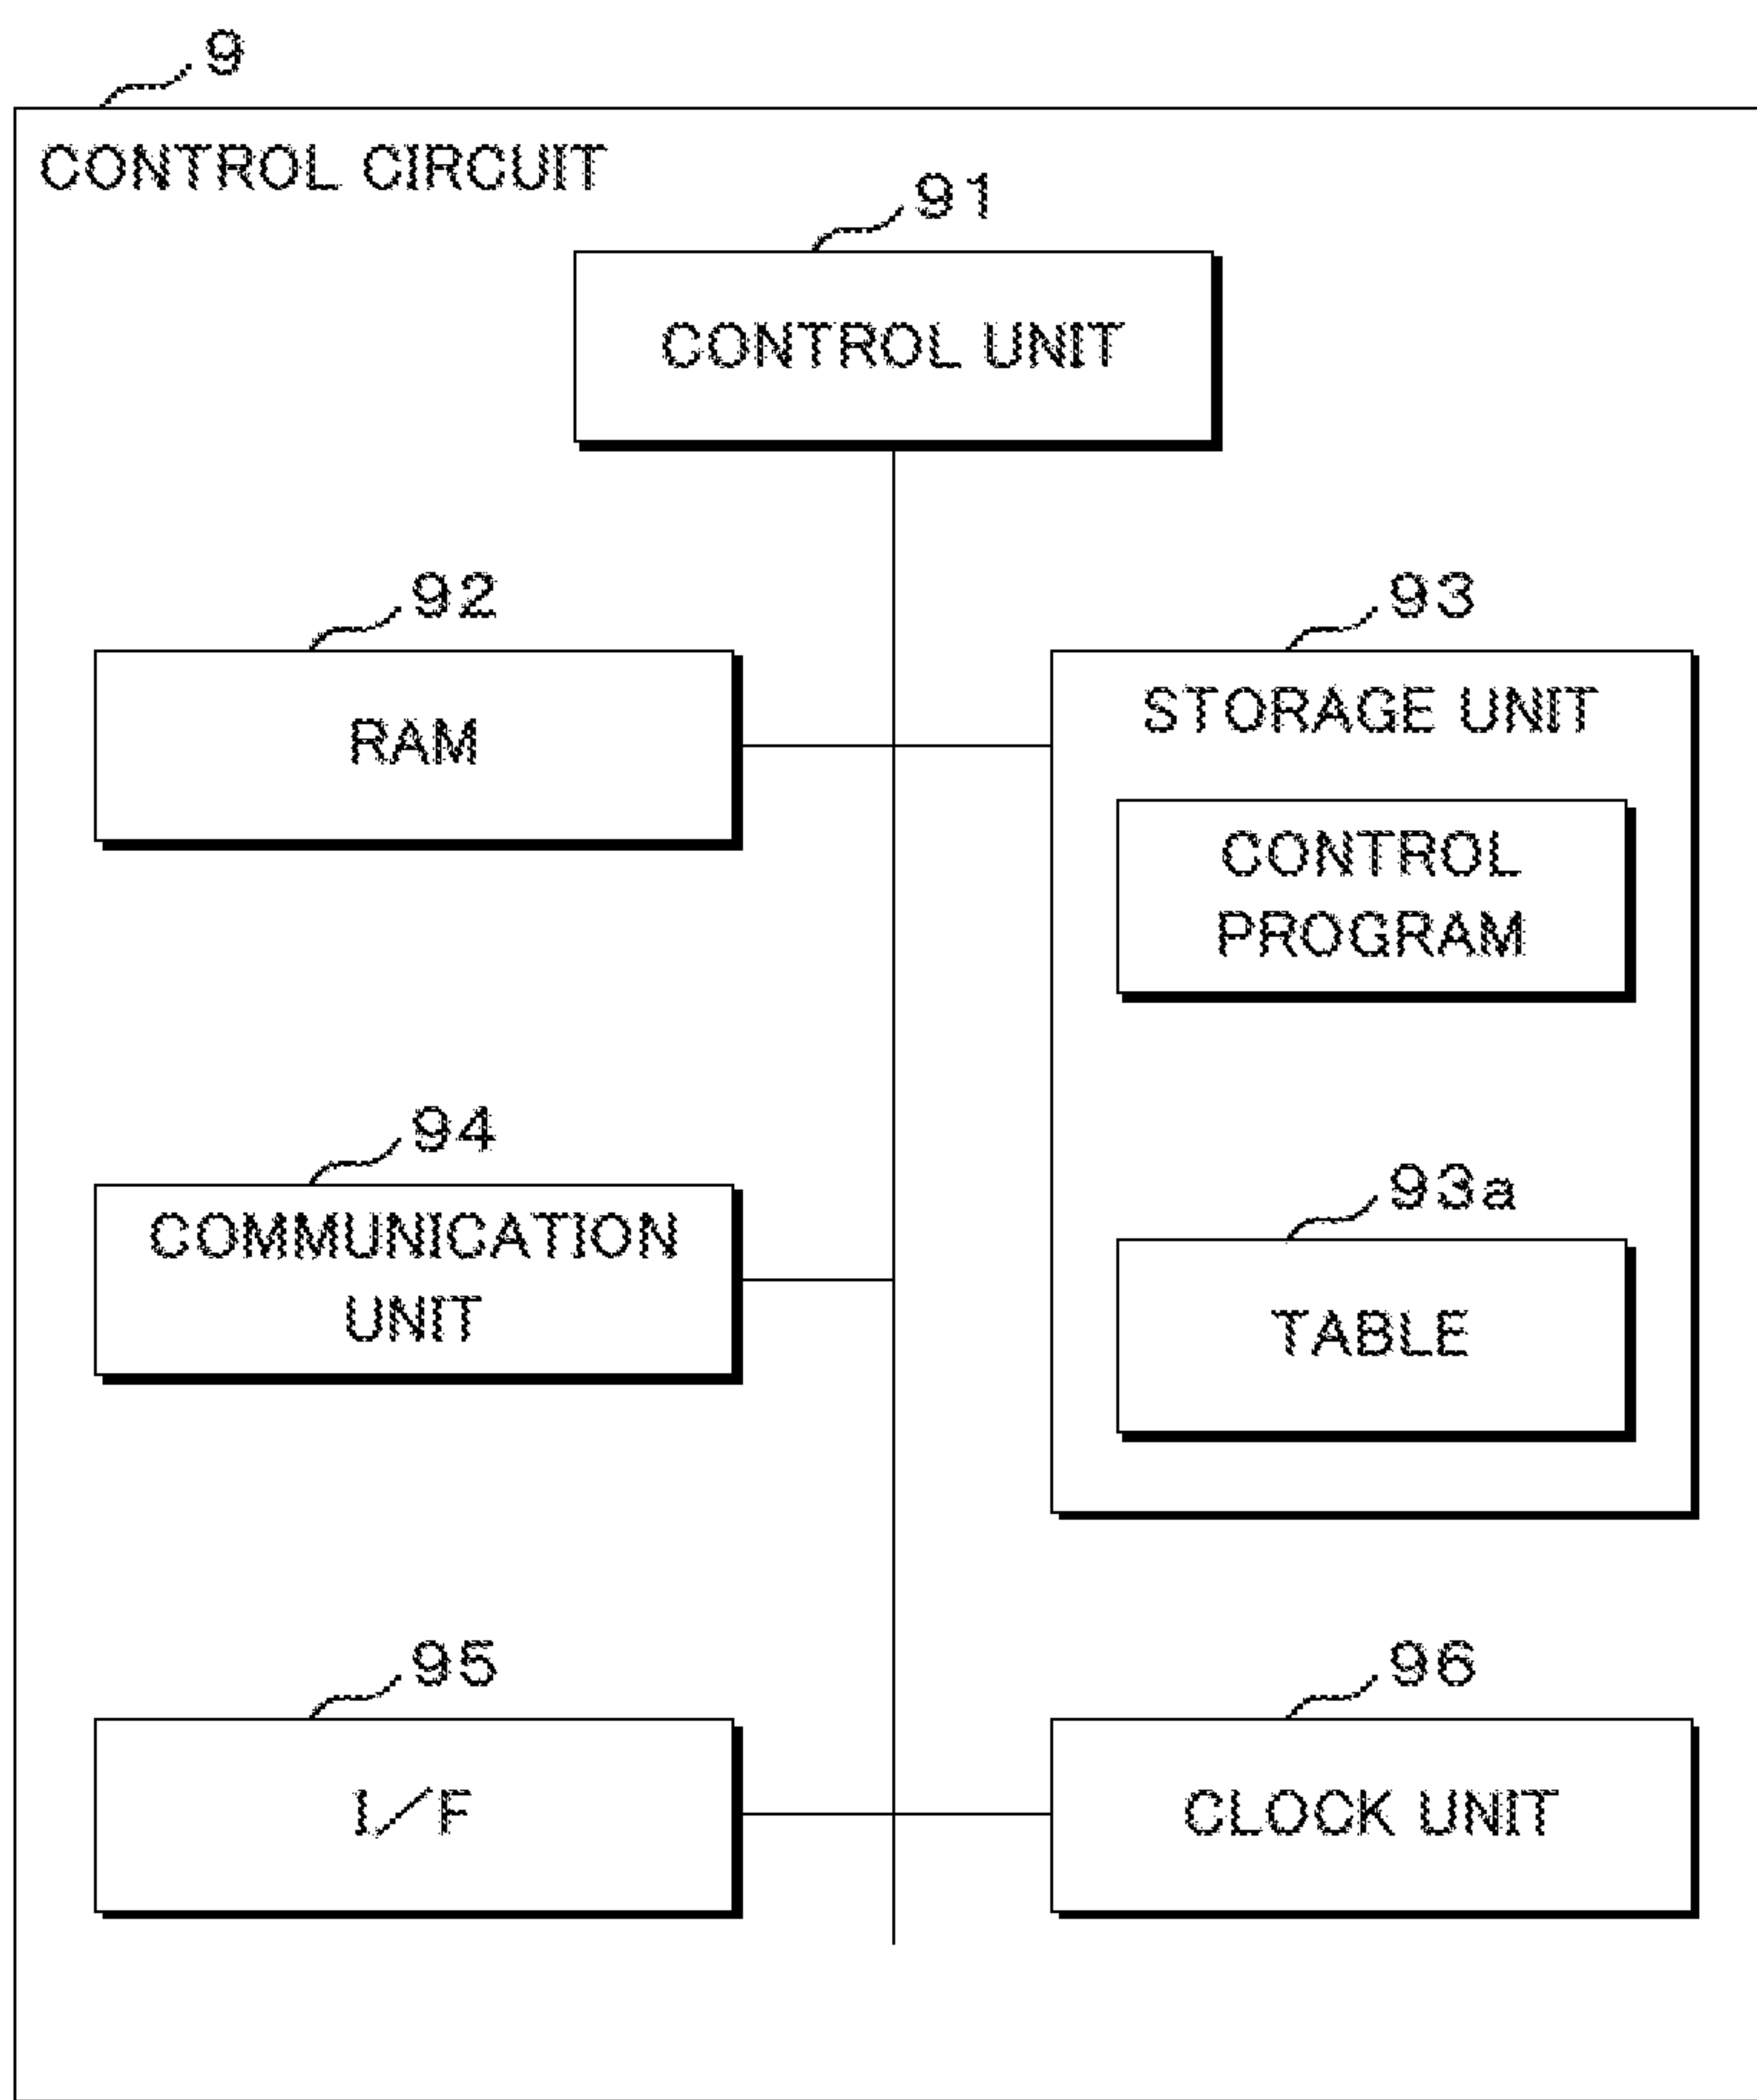 9
CONTROL CIRCUIT
91
CONTROL UNIT
92
RAM
93
STORAGE UNIT
CONTROL
PROGRAM
94
COMMUNICATION
UNIT
93a
TABLE
95
I/F
96
CLOCK UNIT